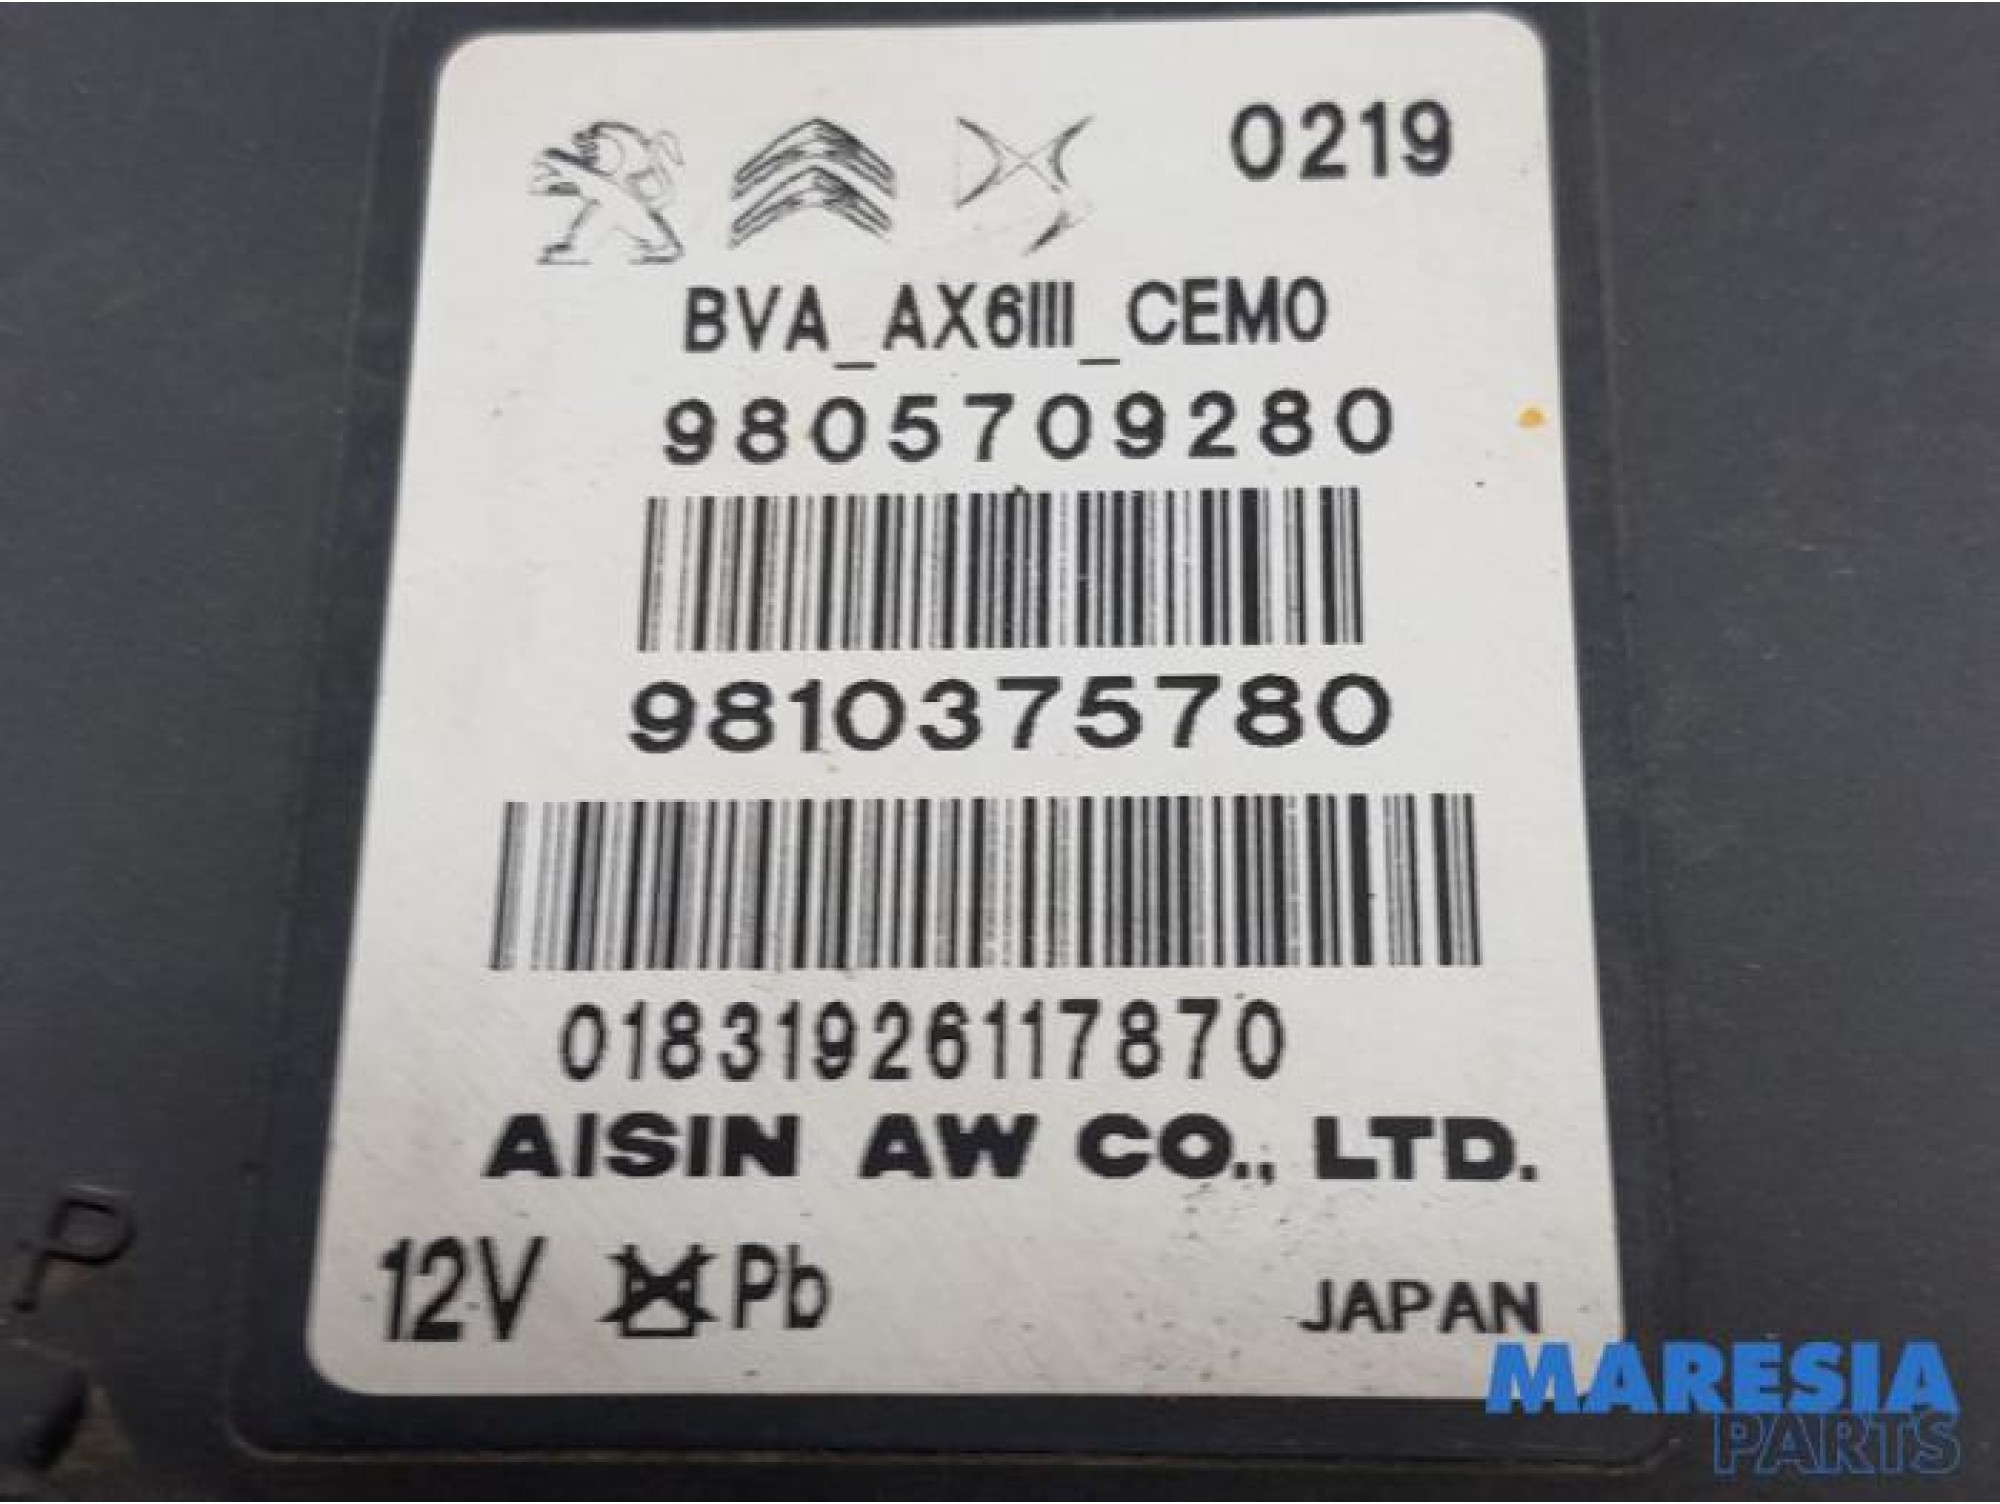 0219
BVA_AX6III_CEM0
9805709280
9810375780
01831926117870
AISIN AW CO., LTD.
12V Pb JAPAN
P
MARESIA
PARTS